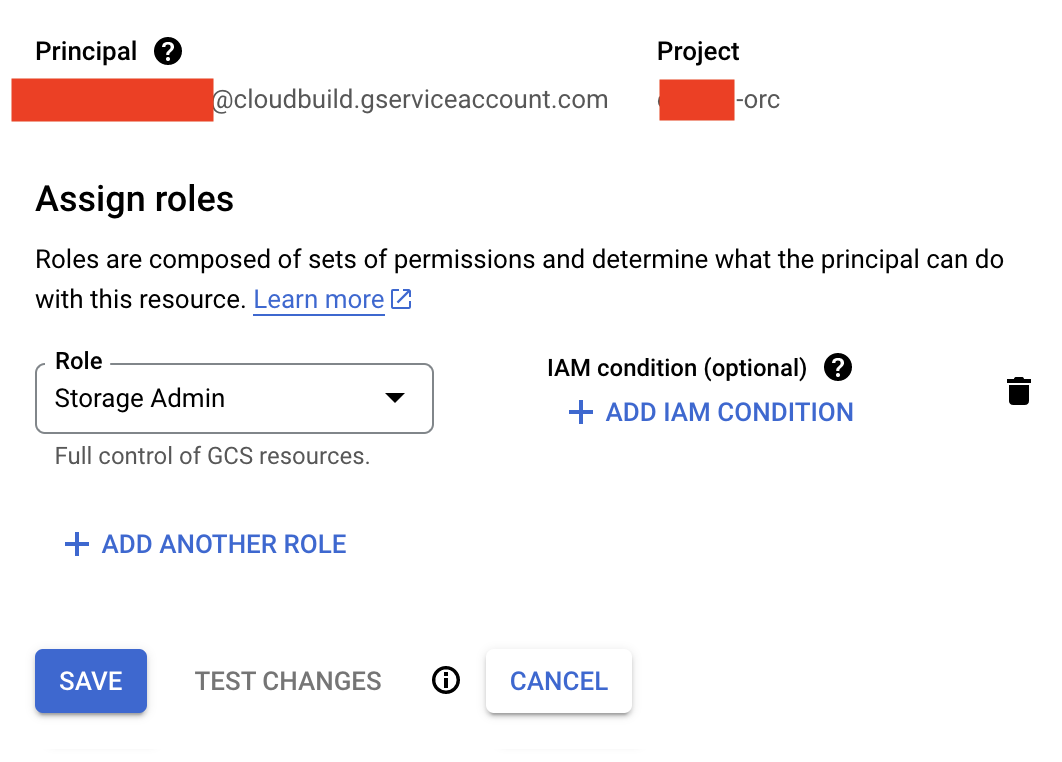 Principal
Project
@cloudbuild.gserviceaccount.com
-orc
Assign roles
Roles are composed of sets of permissions and determine what the principal can do
with this resource. Learn more
Role
Storage Admin
Full control of GCS resources.
IAM condition (optional)
+ ADD IAM CONDITION
+ ADD ANOTHER ROLE
SAVE
TEST CHANGES
CANCEL